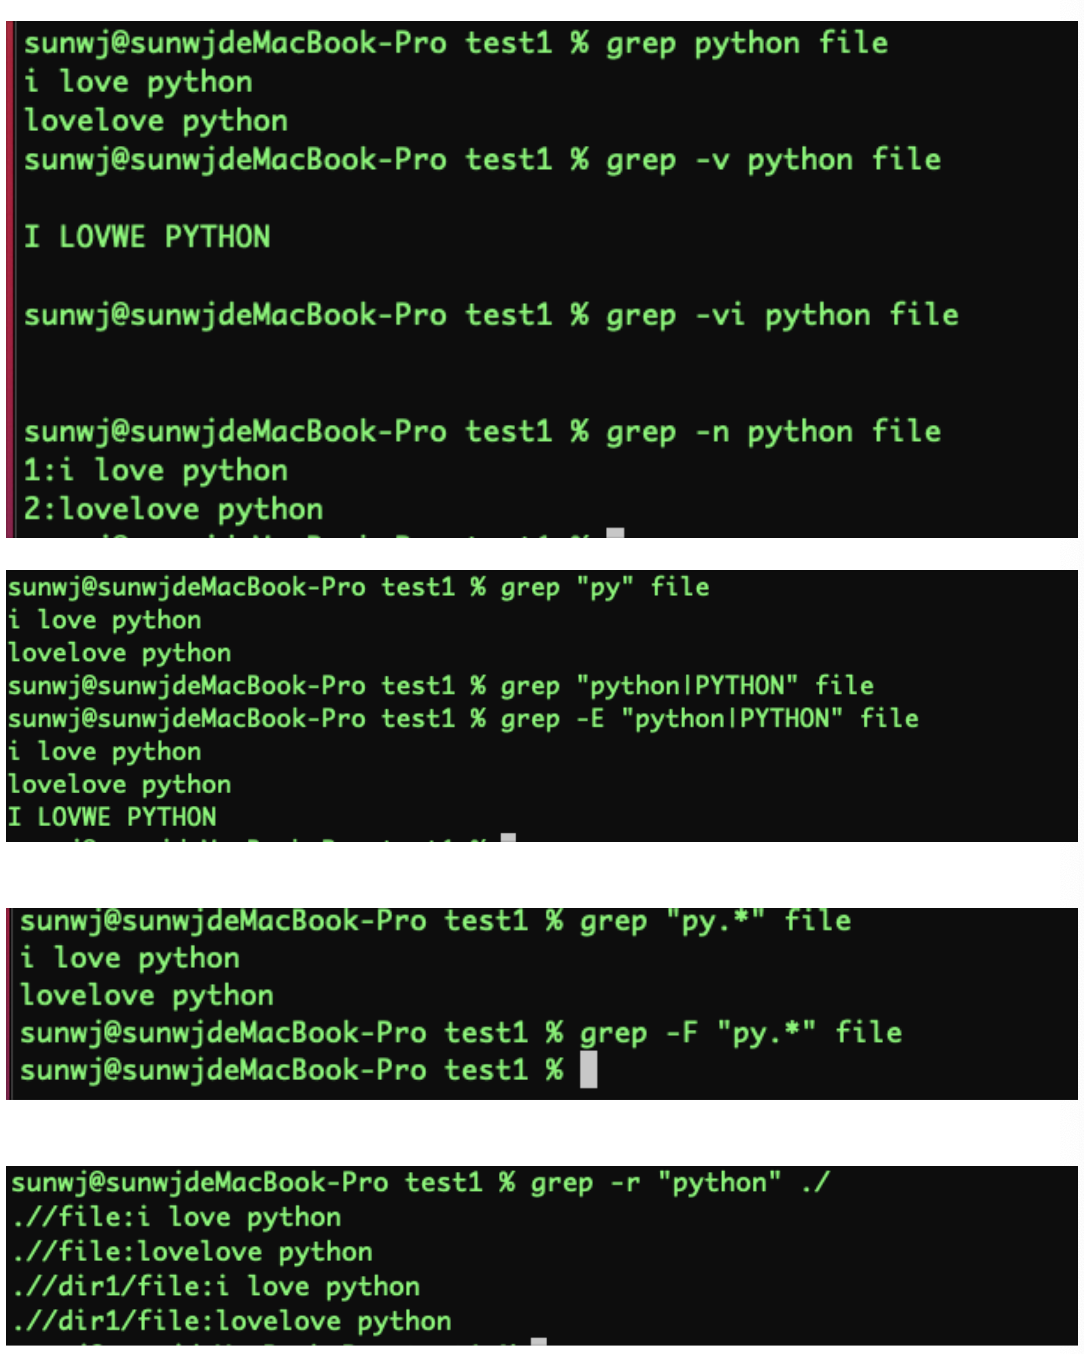 sunwj@sunwjdeMacBook-Pro test1 % grep python file
i love python
lovelove python
sunwj@sunwjdeMacBook-Pro test1 % grep -v python file
I LOVWE PYTHON
sunwj@sunwjdeMacBook-Pro test1 % grep -vi python file
sunwj@sunwjdeMacBook-Pro test1 % grep -n python file
1:i love python
2:lovelove python
sunwj@sunwjdeMacBook-Pro test1 % grep "py" file
i love python
lovelove python
sunwj@sunwjdeMacBook-Pro test1 % grep "python|PYTHON" file
sunwj@sunwjdeMacBook-Pro test1 % grep -E "python|PYTHON" file
i love python
lovelove python
I LOVWE PYTHON
sunwj@sunwjdeMacBook-Pro test1 % grep "py.*" file
i love python
lovelove python
sunwj@sunwjdeMacBook-Pro test1 % grep -F "py.*" file
sunwj@sunwjdeMacBook-Pro test1 %
sunwj@sunwjdeMacBook-Pro test1 % grep -r "python" ./
.//file:i love python
.//file:lovelove python
.//dir1/file:i love python
.//dir1/file:lovelove python